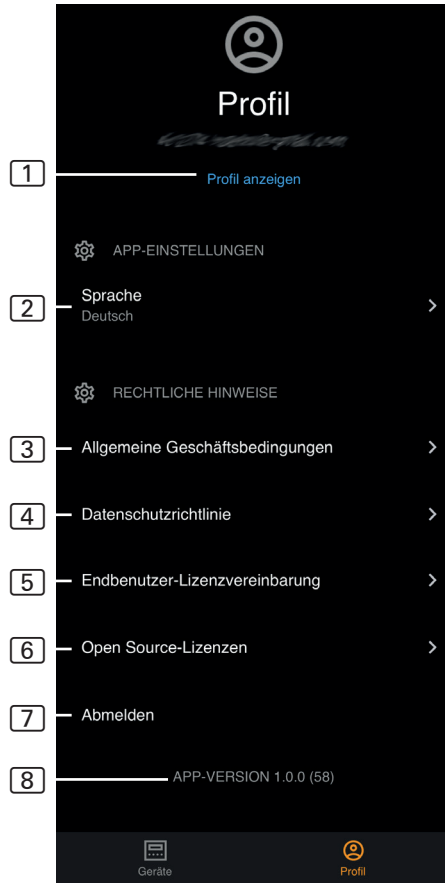 Profil
1
Profil anzeigen
APP-EINSTELLUNGEN
2
Sprache
Deutsch
RECHTLICHE HINWEISE
3
Allgemeine Geschäftsbedingungen
4
Datenschutzrichtlinie
5
Endbenutzer-Lizenzvereinbarung
6
Open Source-Lizenzen
7
Abmelden
8
APP-VERSION 1.0.0 (58)
Geräte
Profil